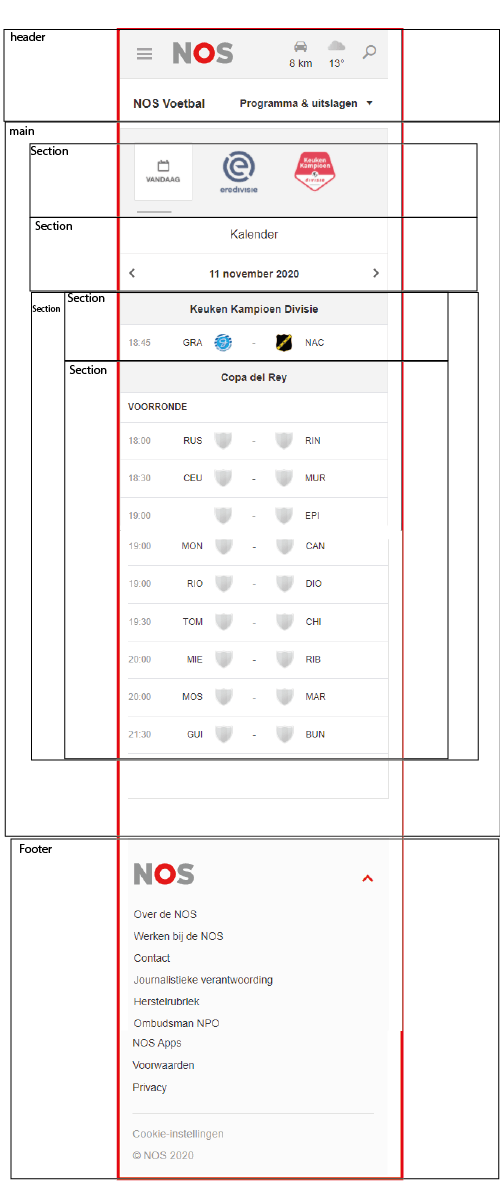 header
NOS
8 km 13°
NOS Voetbal Programma & uitslagen
main
Section
VANDAAG
eredivisie
Keuken Kampioen
divisie
Section
Kalender
11 november 2020
Section
Section
Keuken Kampioen Divisie
18:45 GRA - NAC
Section
Copa del Rey
VOORRONDE
18:00 RUS - RIN
18:30 CEU - MUR
19:00 - EPI
19:00 MON - CAN
19:00 RIO - DIO
19:30 TOM - CHI
20:00 MIE - RIB
20:00 MOS - MAR
21:30 GUI - BUN
Footer
NOS
Over de NOS
Werken bij de NOS
Contact
Journalistieke verantwoording
Herstelrubriek
Ombudsman NPO
NOS Apps
Voorwaarden
Privacy
Cookie-instellingen
© NOS 2020